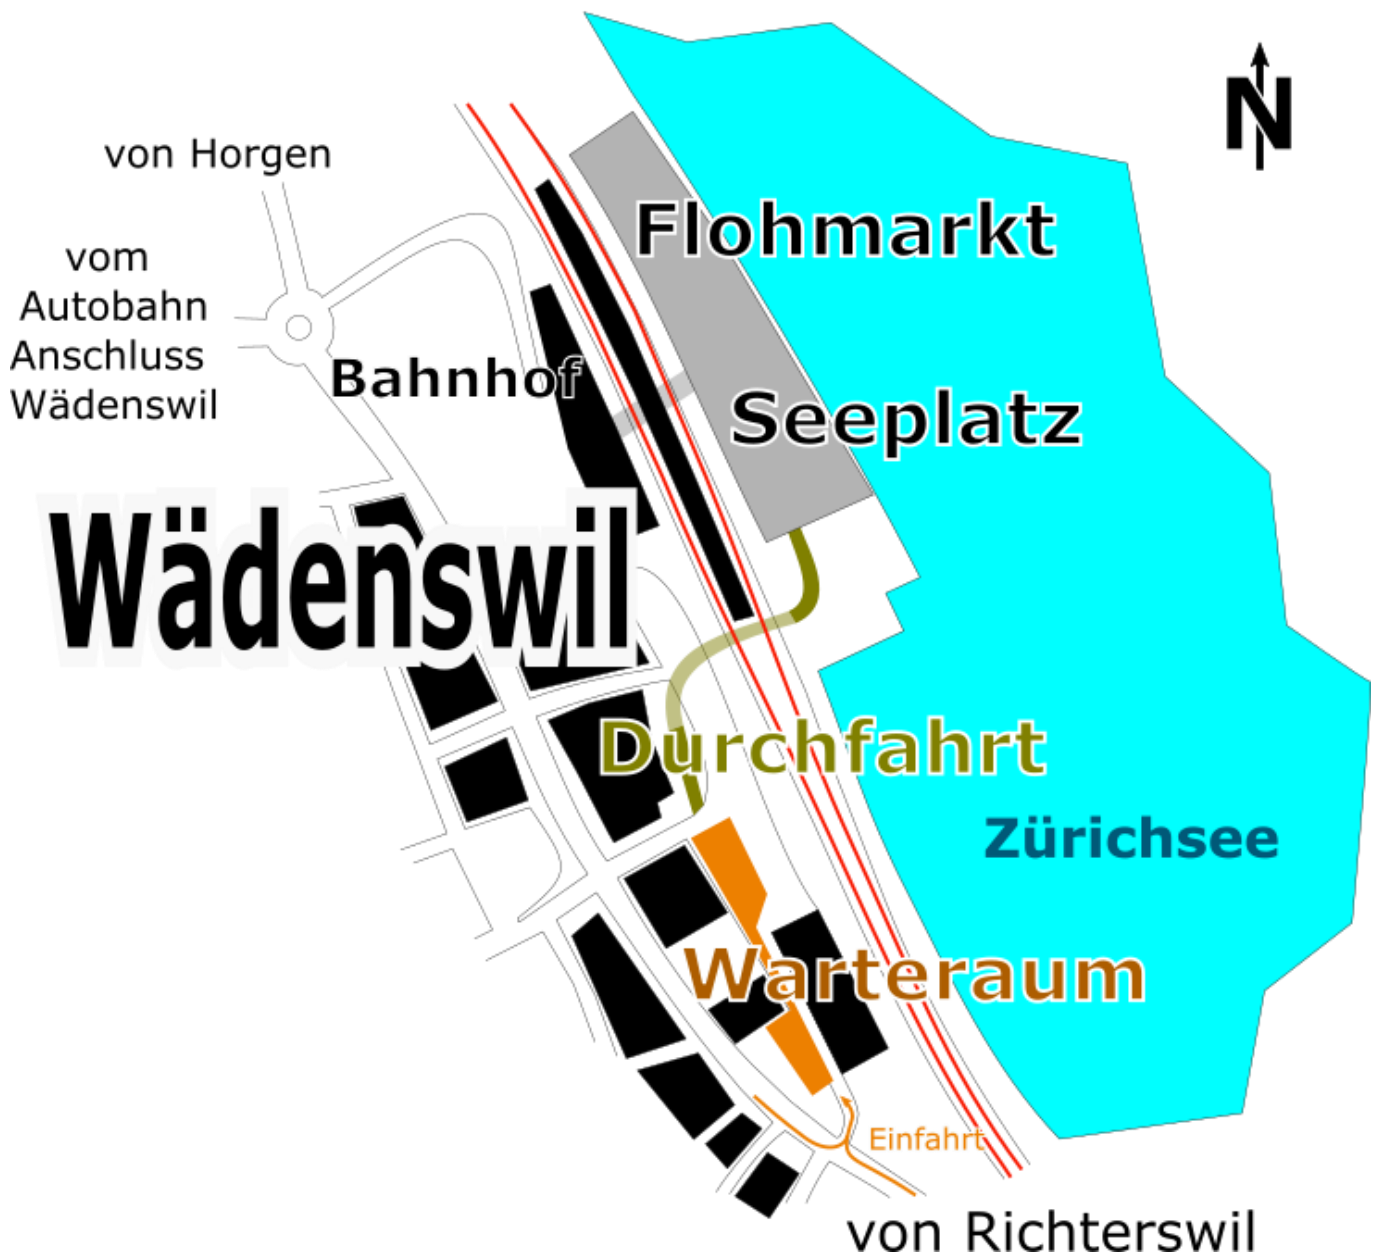 N
von Horgen
Flohmarkt
vom
Autobahn
Anschluss
Wädenswil
Bahnhof
Seeplatz
Wädenswil
Durchfahrt
Zürichsee
Warteraum
Einfahrt
von Richterswil